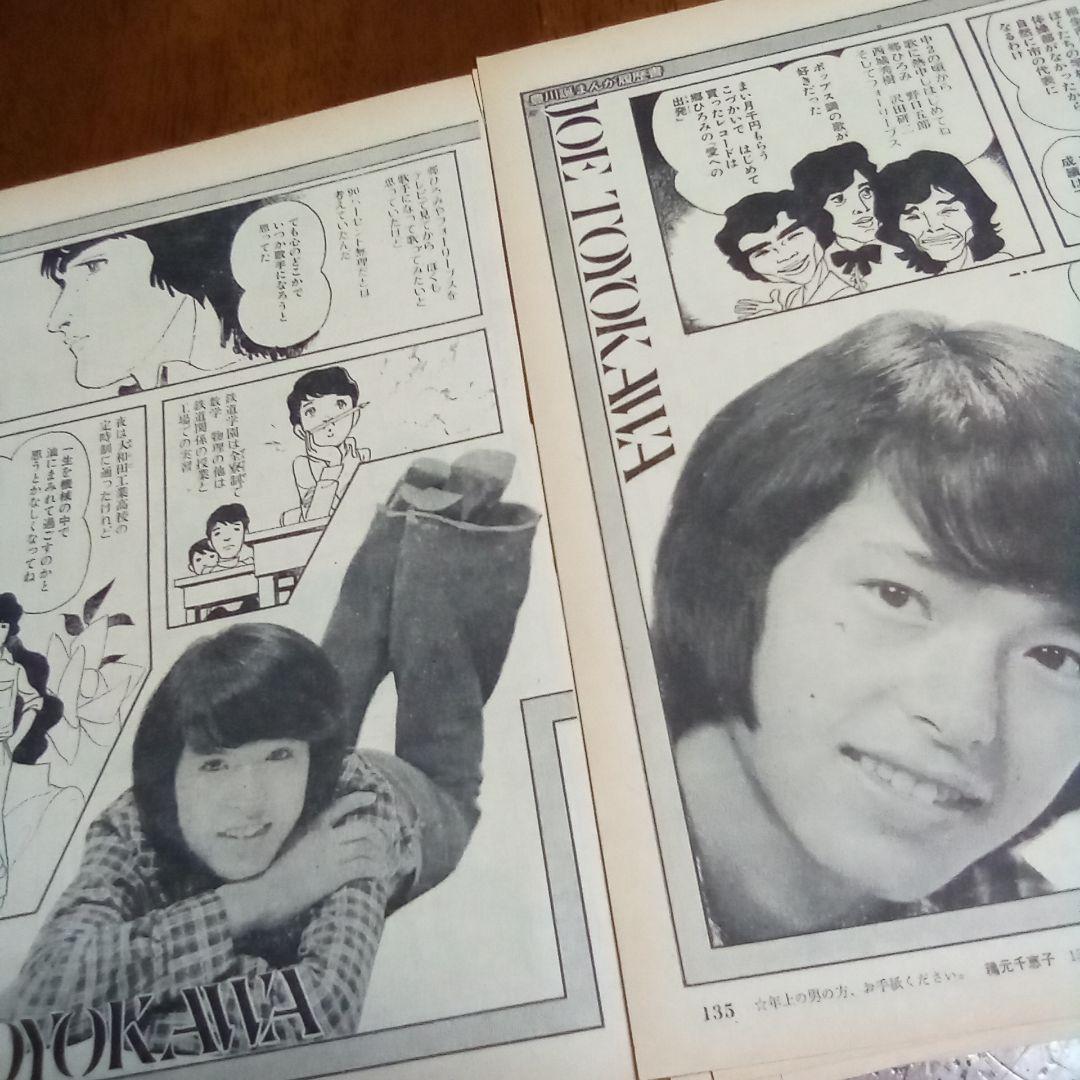 まんが履歴書
JOE TOYOKAWA
中2の頃から
歌に熱中しはじめてね
郷ひろみ 野口五郎
西城秀樹 沢田研二
そしてフォーリーブス
ポップス調の歌が
好きだった
まい月千円もらう
こづかいで はじめて
買ったレコードは
郷ひろみの「愛への
出発」
体操部がなかったから
自然に市の代表に
なるわけ
135
☆年上の男の方、お手紙ください。
郷ひろみやフォーリーブスを
テレビで見てから ぼくも
歌手になって歌ってみたいと
思っていたけど
90パーセント無理だとは
考えていたんだ
でも心のどこかで
いつか歌手になろうと
思ってた
鉄道学園は全寮制で
数学 物理の他は
鉄道関係の授業と
工場での実習
夜は大和田工業高校の
定時制に通ったけれど
一生を機械の中で
油にまみれて過ごすのかと
思うとかなしくなってね
OYOKAWA